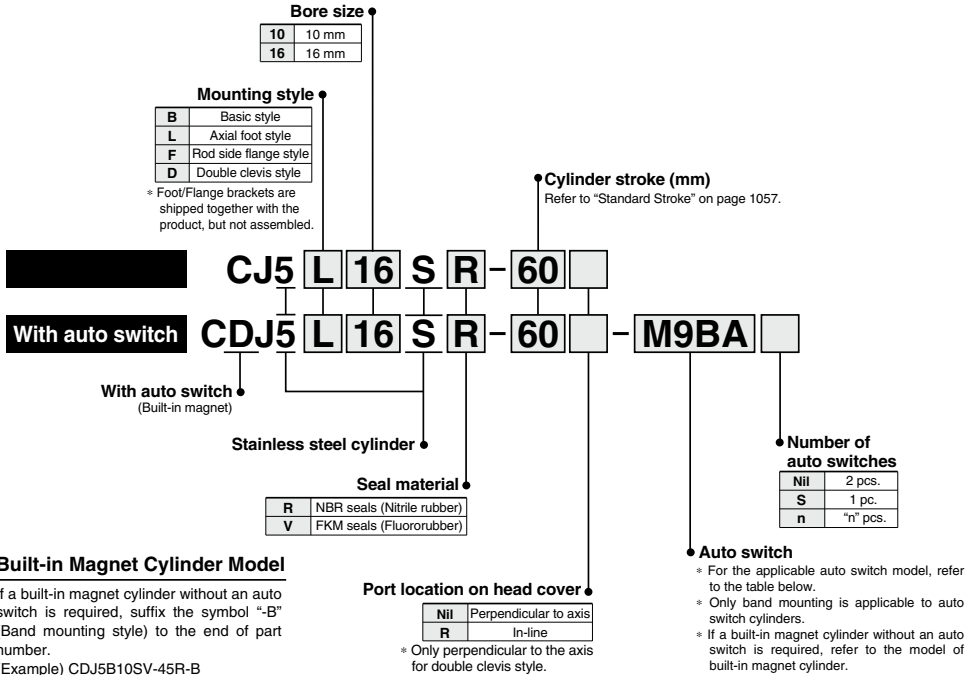 Bore size
10 10 mm
16 16 mm
Mounting style
B Basic style
L Axial foot style
F Rod side flange style
D Double clevis style
* Foot/Flange brackets are
shipped together with the
product, but not assembled.
Cylinder stroke (mm)
Refer to “Standard Stroke” on page 1057.
CJ5 L 16 S R – 60
With auto switch CDJ5 L 16 S R – 60 – M9BA
With auto switch
(Built-in magnet)
Stainless steel cylinder
Seal material
R NBR seals (Nitrile rubber)
V FKM seals (Fluororubber)
Number of
auto switches
Nil 2 pcs.
S 1 pc.
n “n” pcs.
Built-in Magnet Cylinder Model
If a built-in magnet cylinder without an auto
switch is required, suffix the symbol “-B”
(Band mounting style) to the end of part
number.
(Example) CDJ5B10SV-45R-B
Port location on head cover
Nil Perpendicular to axis
R In-line
* Only perpendicular to the axis
for double clevis style.
Auto switch
* For the applicable auto switch model, refer
to the table below.
* Only band mounting is applicable to auto
switch cylinders.
* If a built-in magnet cylinder without an auto
switch is required, refer to the model of
built-in magnet cylinder.